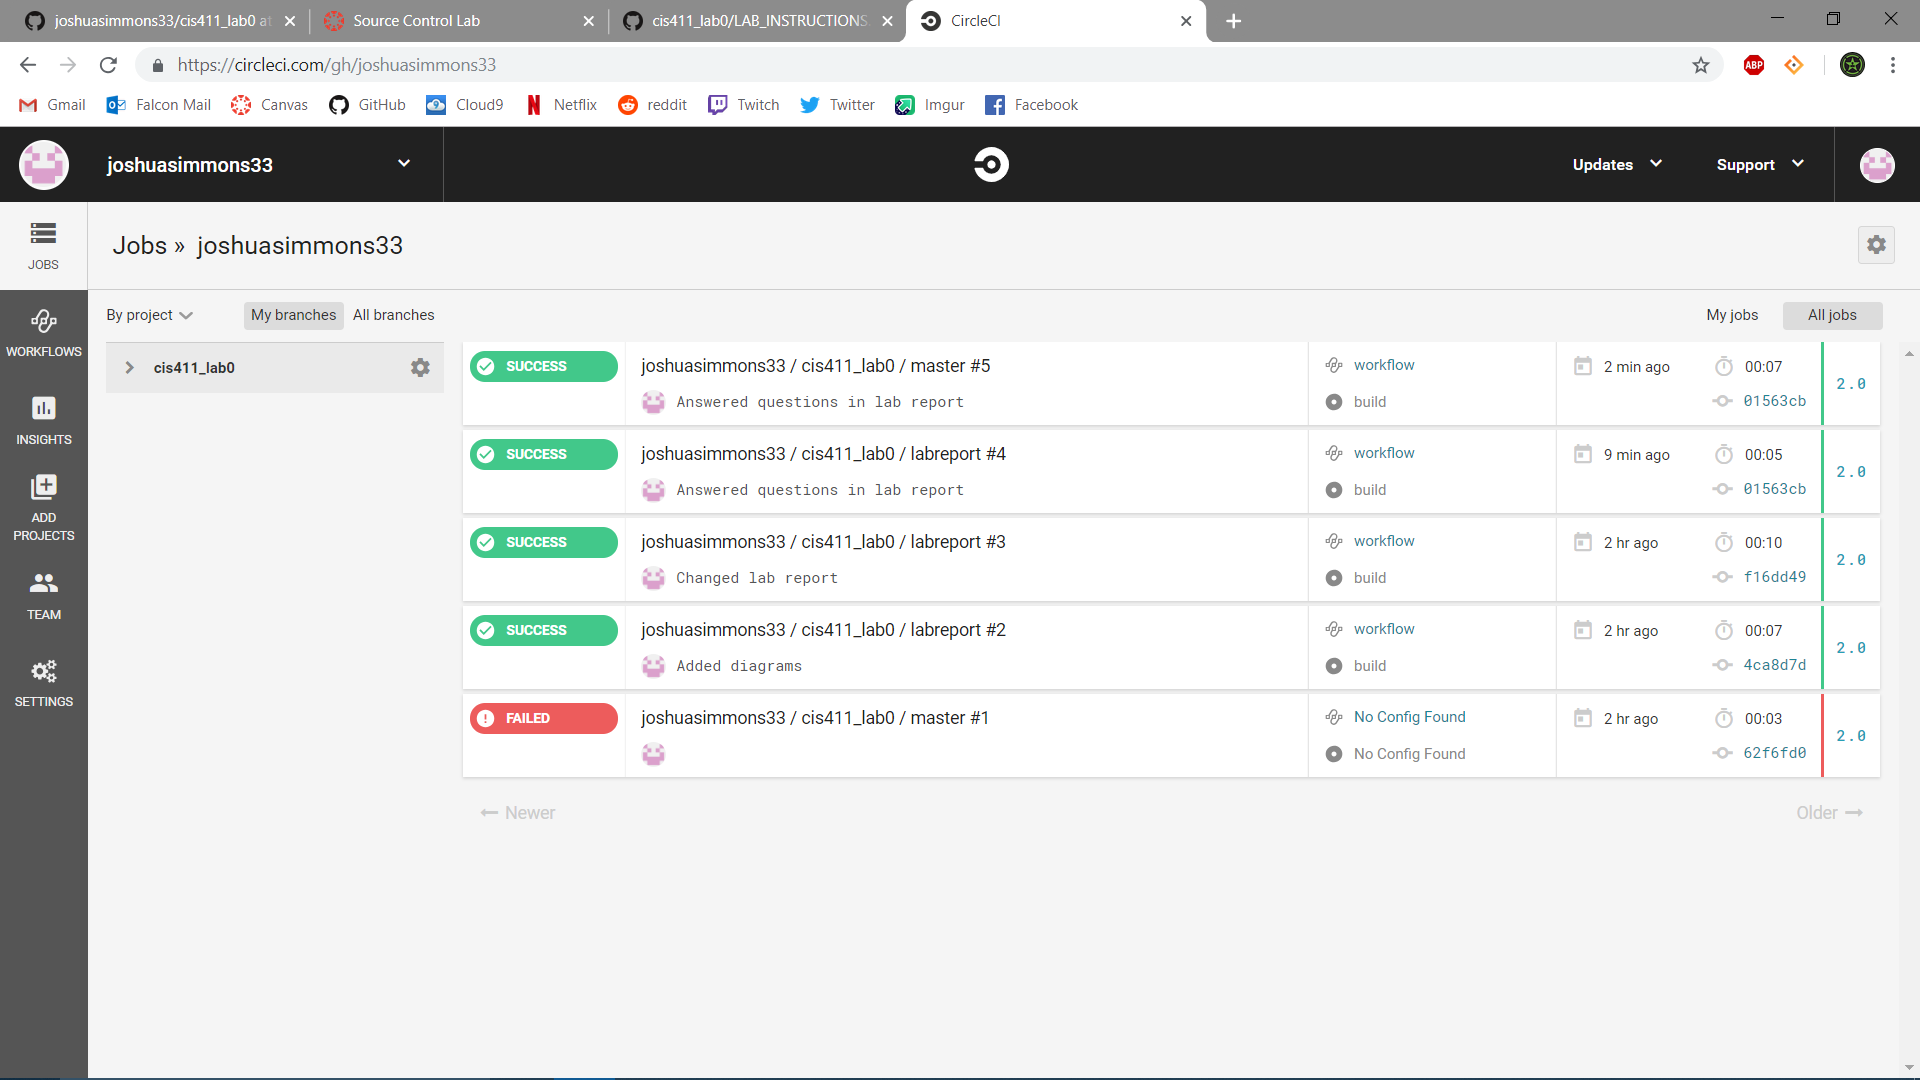 joshuasimmons33/cis411_lab0 at
Source Control Lab
cis411_lab0/LAB_INSTRUCTIONS
CircleCI
https://circleci.com/gh/joshuasimmons33
ABP
Gmail
Falcon Mail
Canvas
GitHub
Cloud9
Netflix
reddit
Twitch
Twitter
Imgur
Facebook
joshuasimmons33
Updates
Support
JOBS
Jobs » joshuasimmons33
WORKFLOWS
INSIGHTS
ADD
PROJECTS
TEAM
SETTINGS
By project
My branches
All branches
My jobs
All jobs
cis411_lab0
SUCCESS
joshuasimmons33 / cis411_lab0 / master #5
Answered questions in lab report
workflow
build
2 min ago
00:07
01563cb
2.0
SUCCESS
joshuasimmons33 / cis411_lab0 / labreport #4
Answered questions in lab report
workflow
build
9 min ago
00:05
01563cb
2.0
SUCCESS
joshuasimmons33 / cis411_lab0 / labreport #3
Changed lab report
workflow
build
2 hr ago
00:10
f16dd49
2.0
SUCCESS
joshuasimmons33 / cis411_lab0 / labreport #2
Added diagrams
workflow
build
2 hr ago
00:07
4ca8d7d
2.0
FAILED
joshuasimmons33 / cis411_lab0 / master #1
No Config Found
No Config Found
2 hr ago
00:03
62f6fd0
2.0
Newer
Older